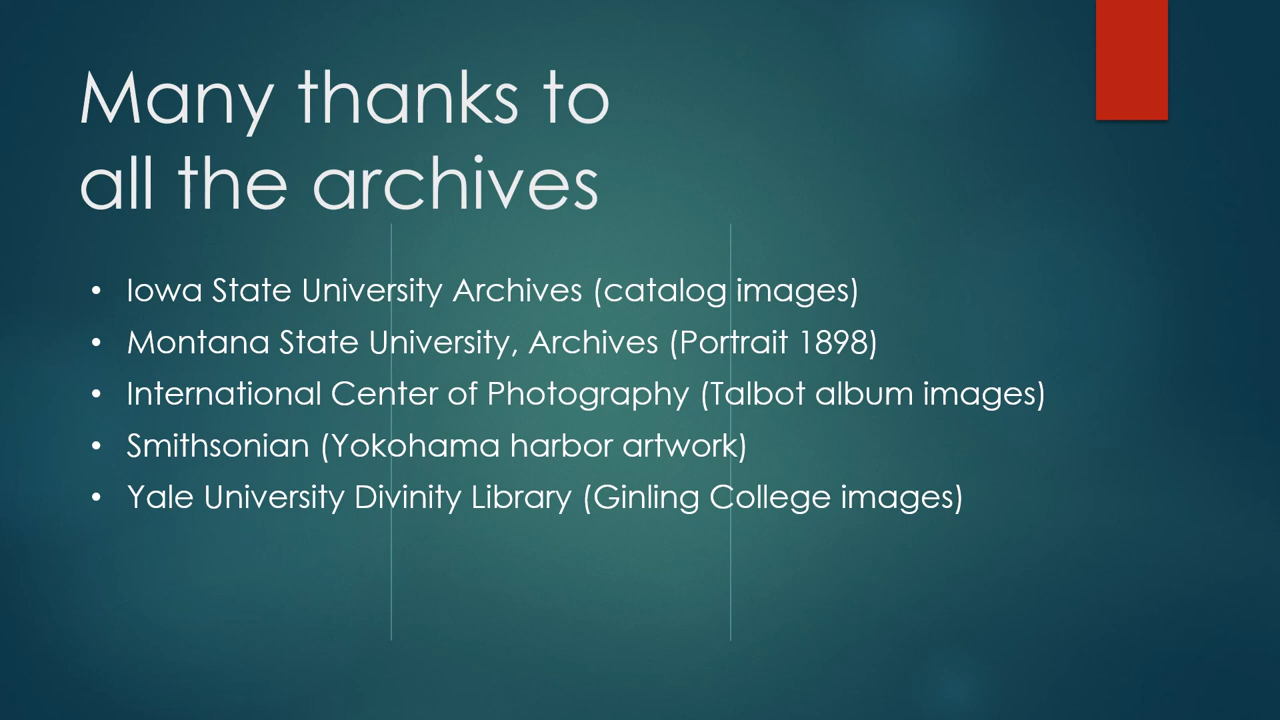 Many thanks to
all the archives
• Iowa State University Archives (catalog images)
• Montana State University, Archives (Portrait 1898)
• International Center of Photography (Talbot album images)
• Smithsonian (Yokohama harbor artwork)
• Yale University Divinity Library (Ginling College images)